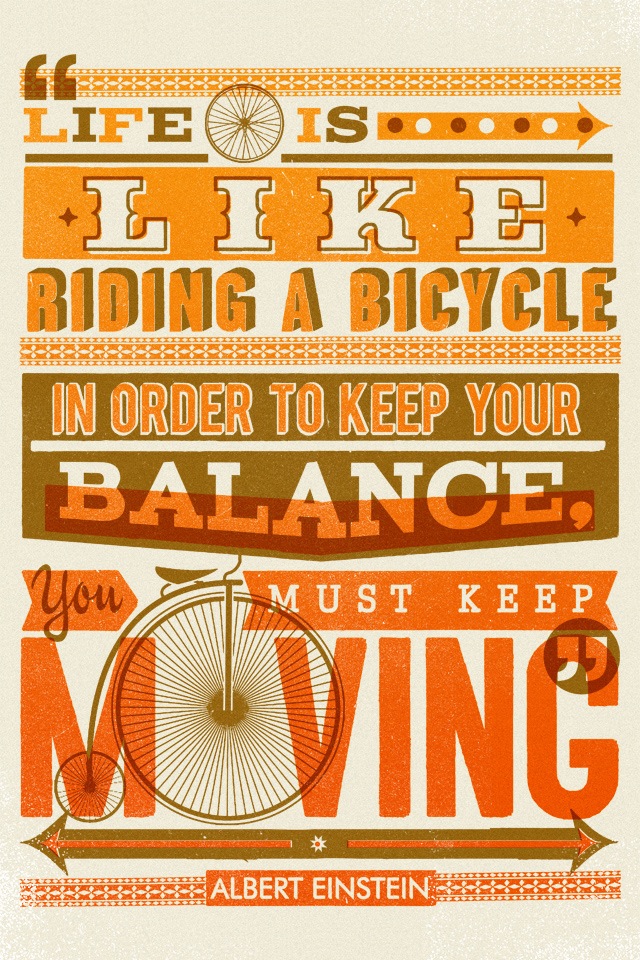 “LIFE IS
LIKE
RIDING A BICYCLE
IN ORDER TO KEEP YOUR
BALANCE,
You MUST KEEP
MOVING”
ALBERT EINSTEIN